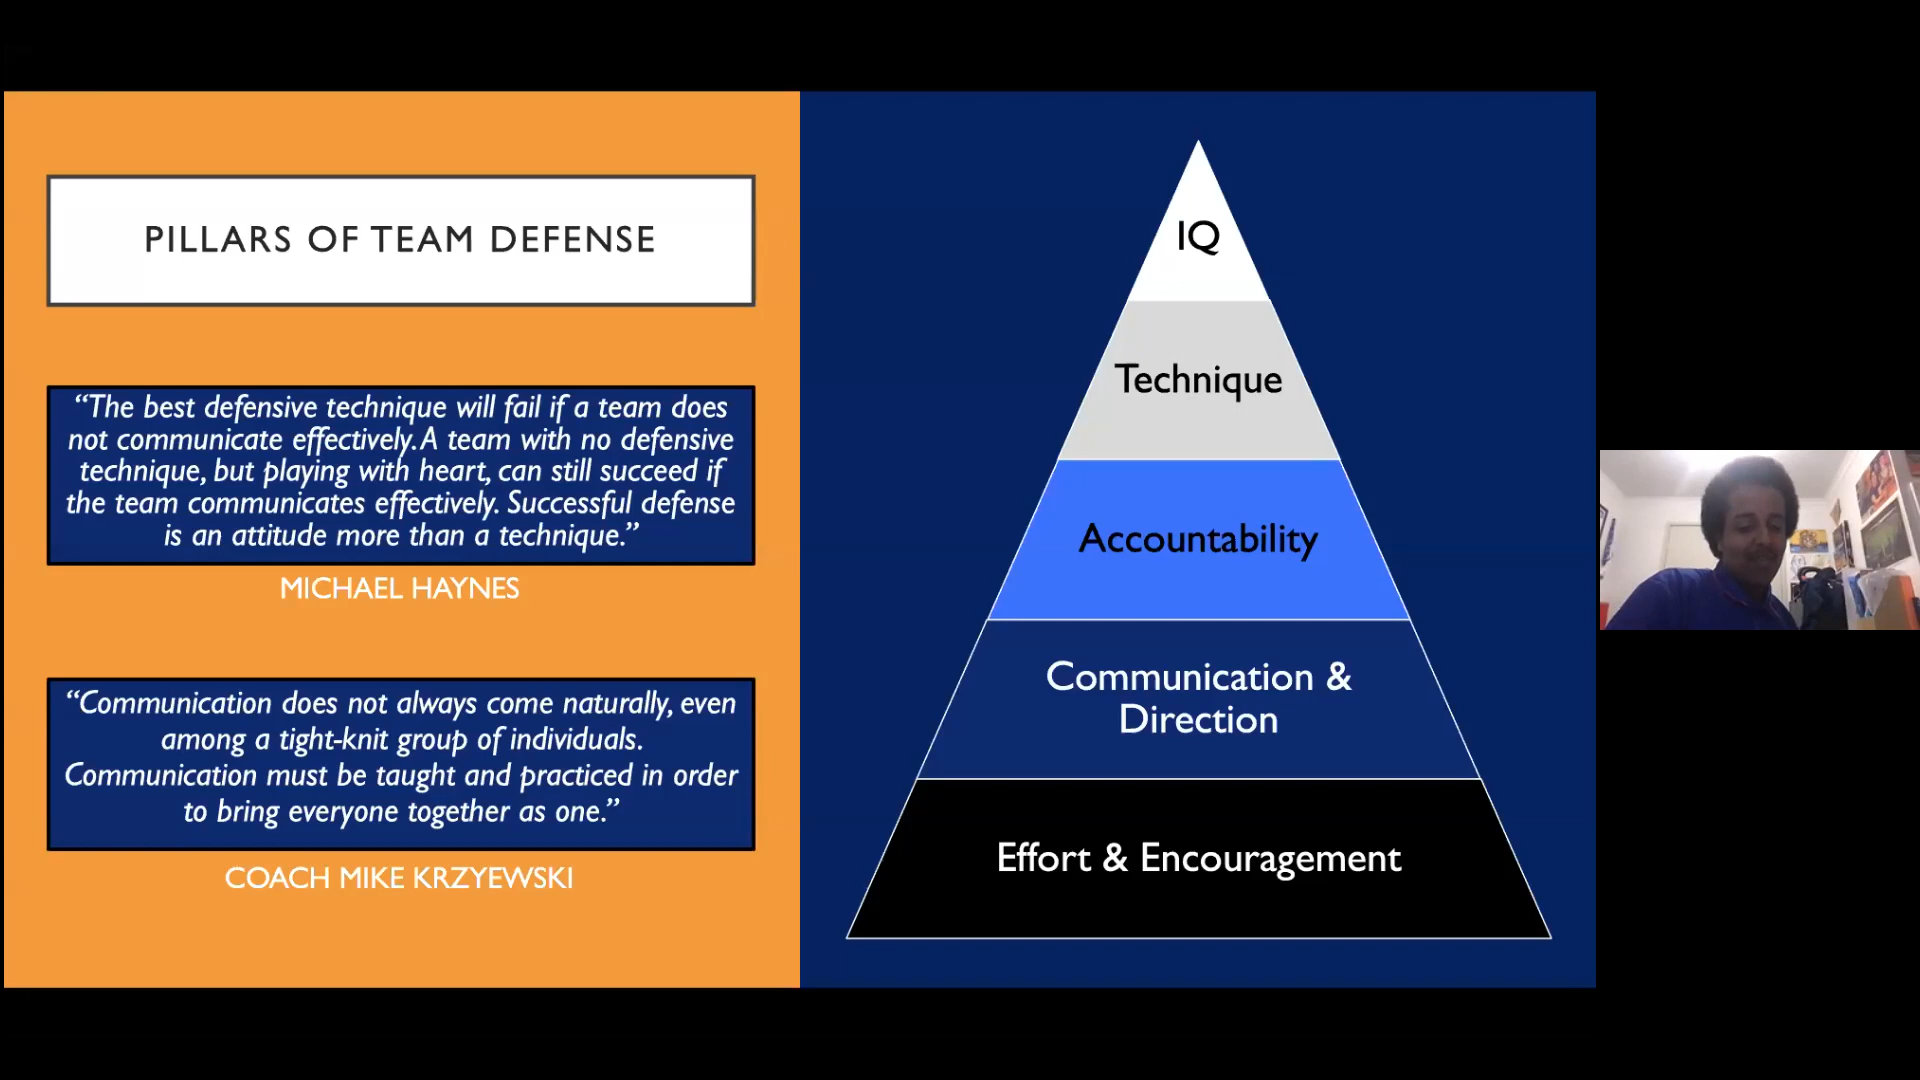 PILLARS OF TEAM DEFENSE
“The best defensive technique will fail if a team does
not communicate effectively. A team with no defensive
technique, but playing with heart, can still succeed if
the team communicates effectively. Successful defense
is an attitude more than a technique.”
MICHAEL HAYNES
“Communication does not always come naturally, even
among a tight-knit group of individuals.
Communication must be taught and practiced in order
to bring everyone together as one.”
COACH MIKE KRZYEWSKI
IQ
Technique
Accountability
Communication &
Direction
Effort & Encouragement